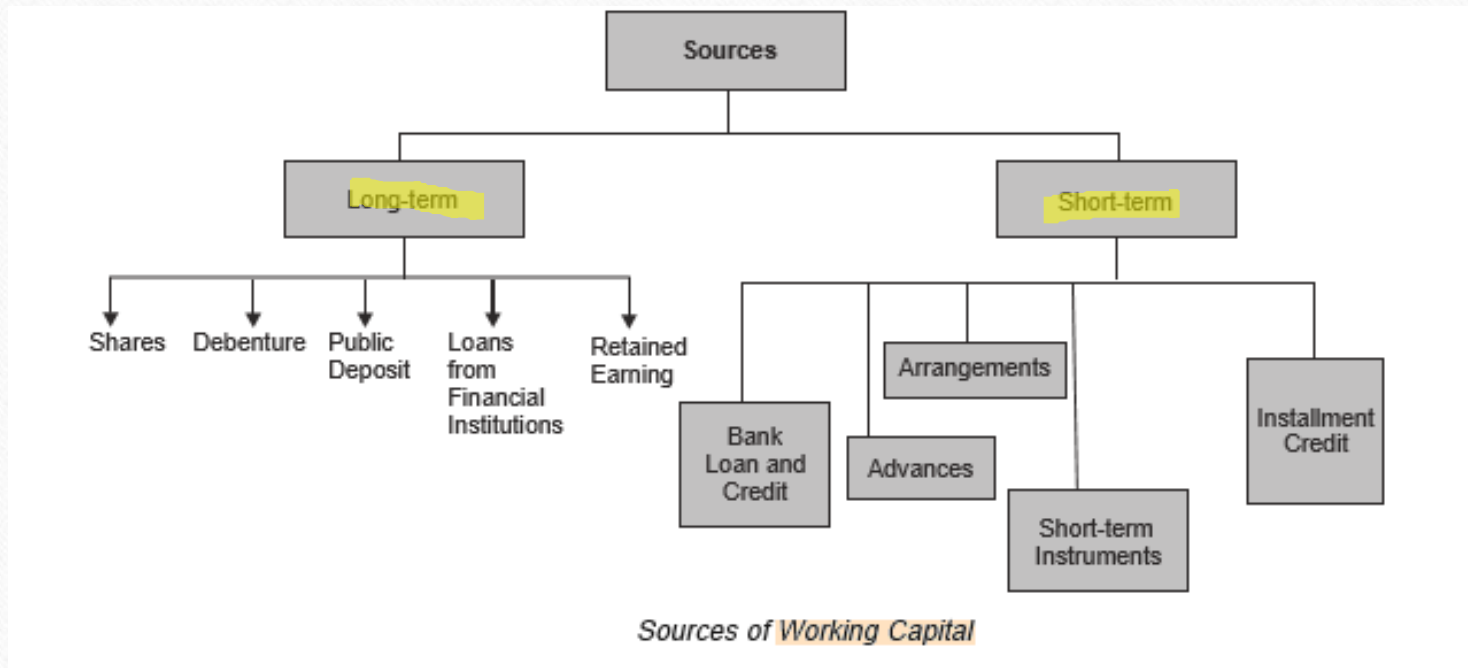 Sources
Long-term
Short-term
Shares
Debenture
Public
Deposit
Loans
from
Financial
Institutions
Retained
Earning
Bank
Loan and
Credit
Advances
Arrangements
Short-term
Instruments
Installment
Credit
Sources of Working Capital